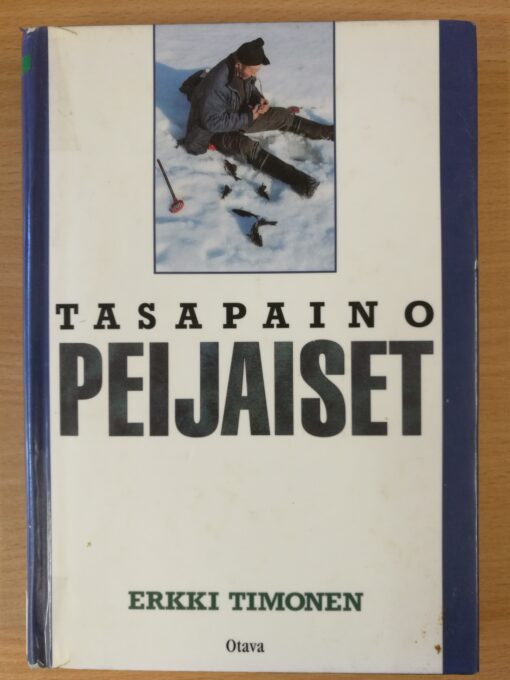 TASAPAINO
PEIJAISET
ERKKI TIMONEN
Otava